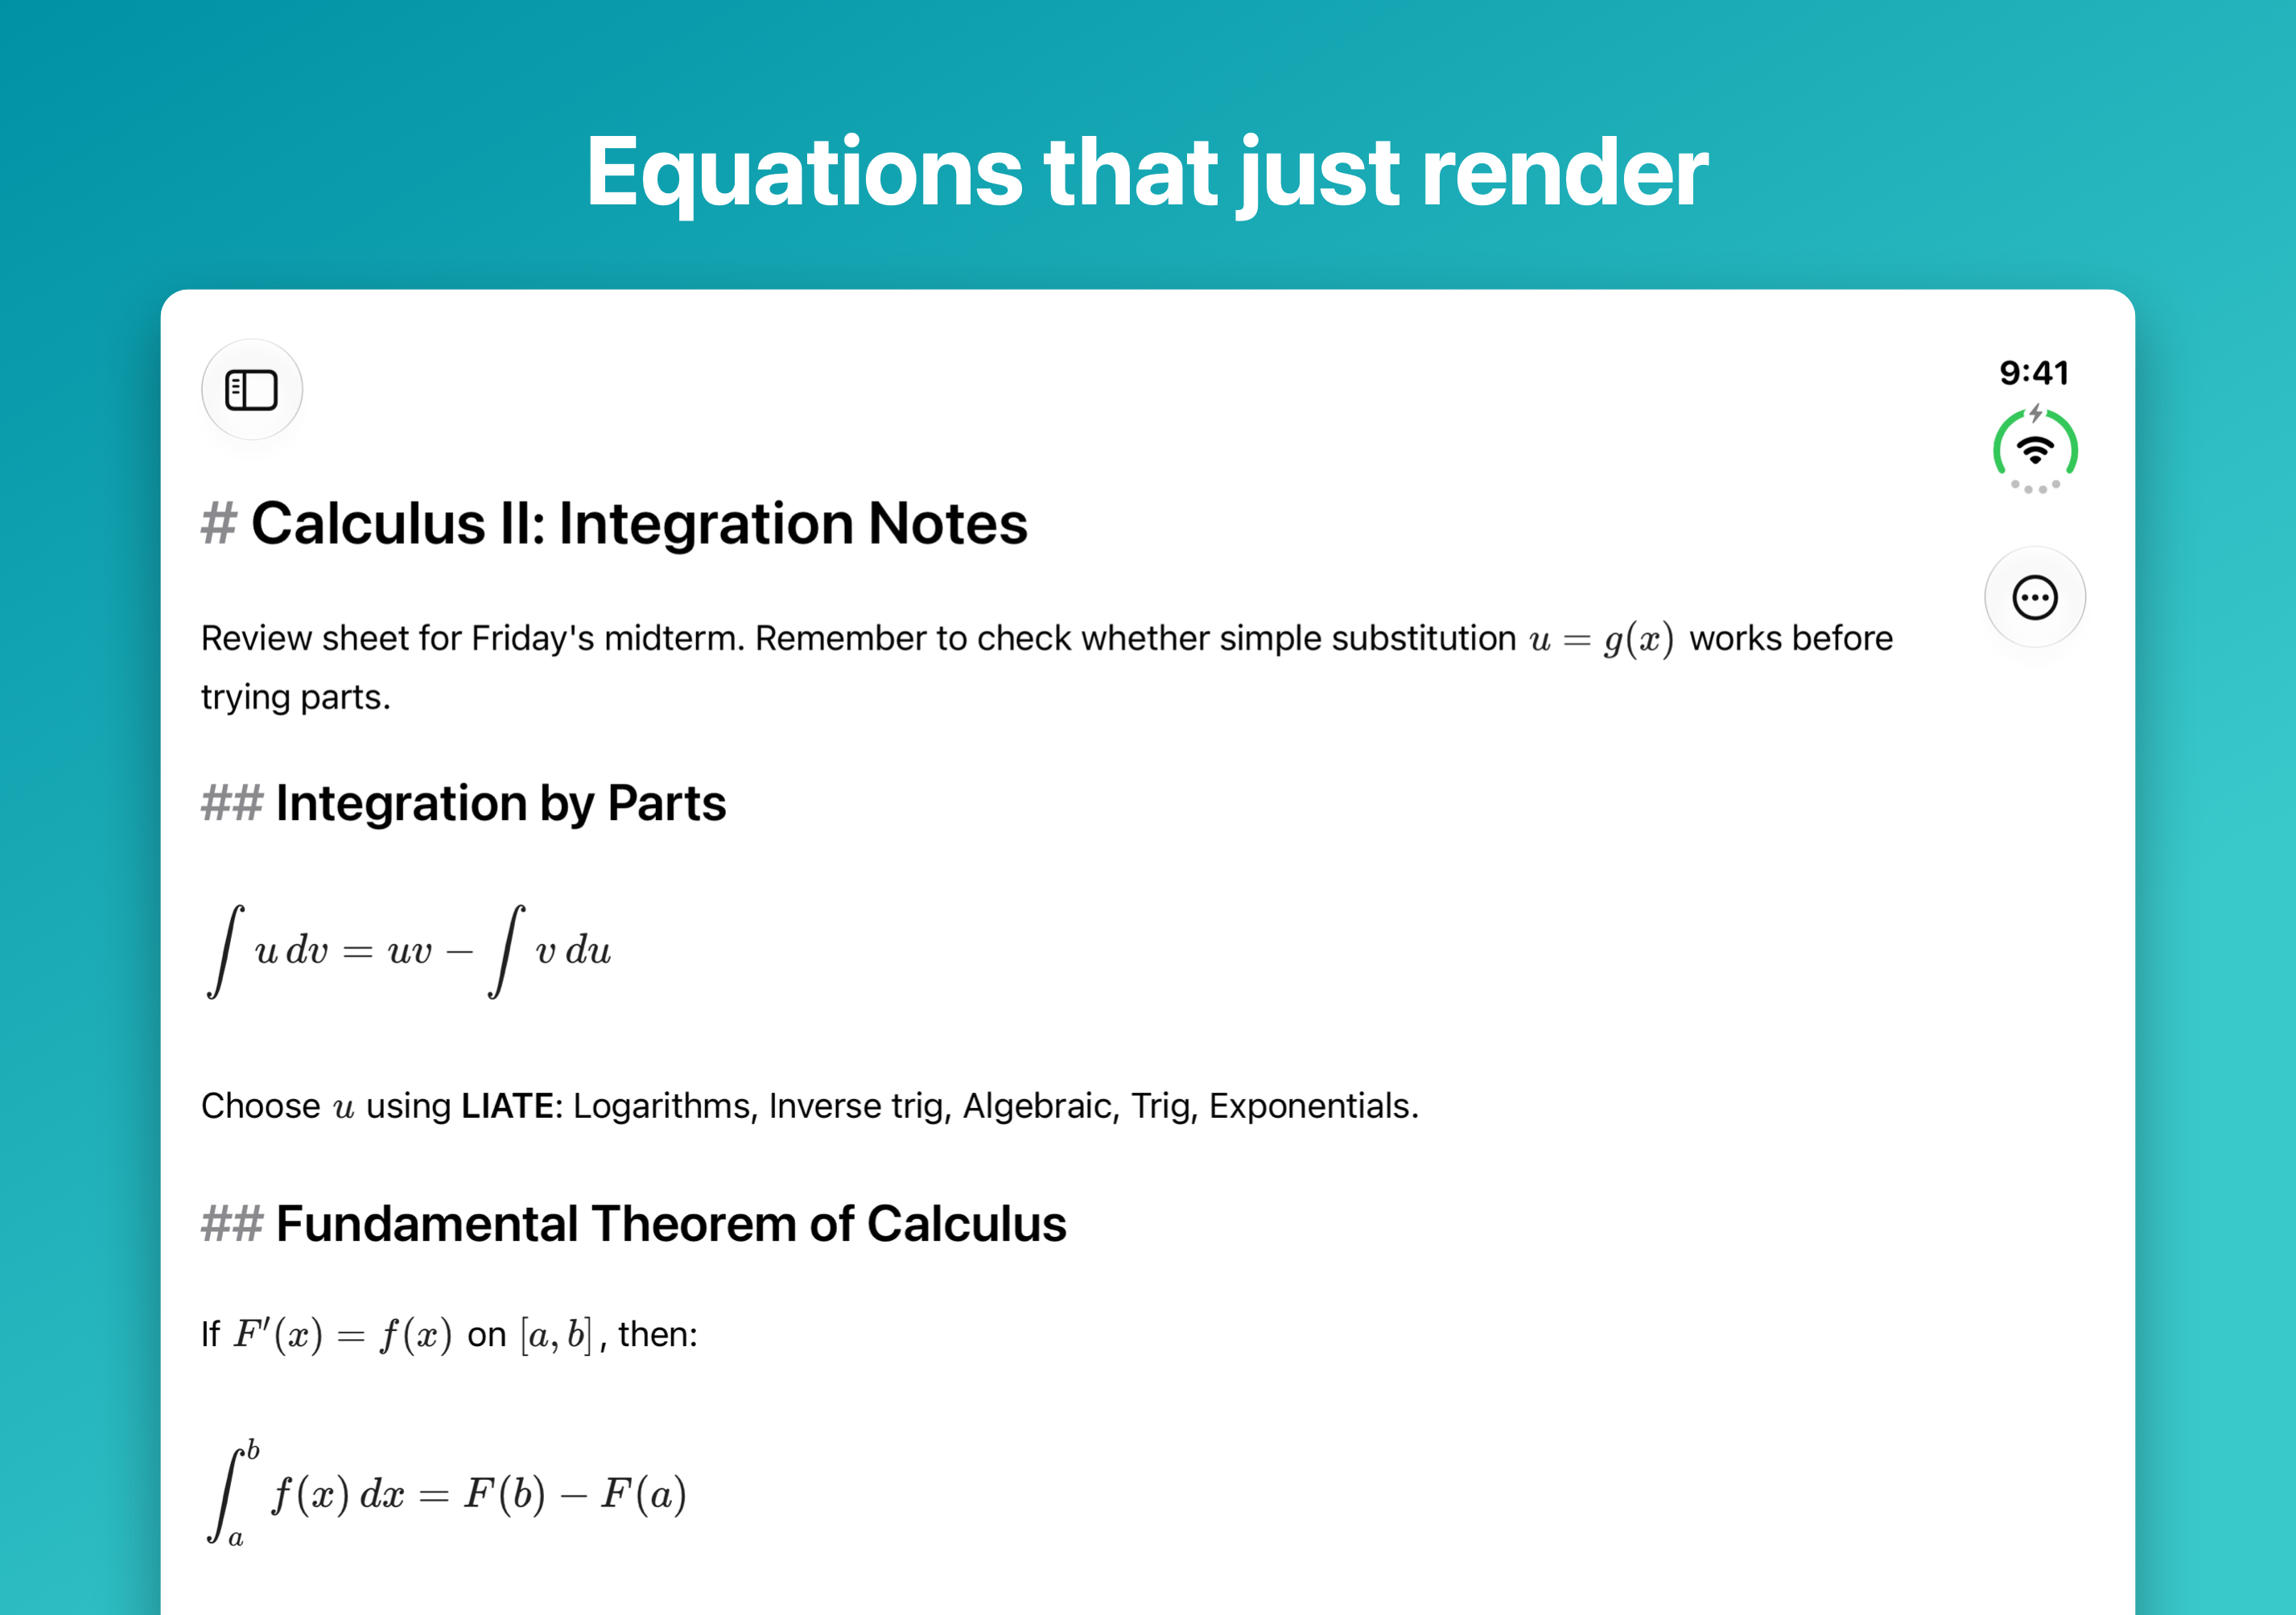 Equations that just render
9:41
# Calculus II: Integration Notes
Review sheet for Friday's midterm. Remember to check whether simple substitution u = g(x) works before
trying parts.
## Integration by Parts
∫ u dv = uv − ∫ v du
Choose u using LIATE: Logarithms, Inverse trig, Algebraic, Trig, Exponentials.
## Fundamental Theorem of Calculus
If F′(x) = f(x) on [a, b], then:
∫ₐᵇ f(x) dx = F(b) − F(a)